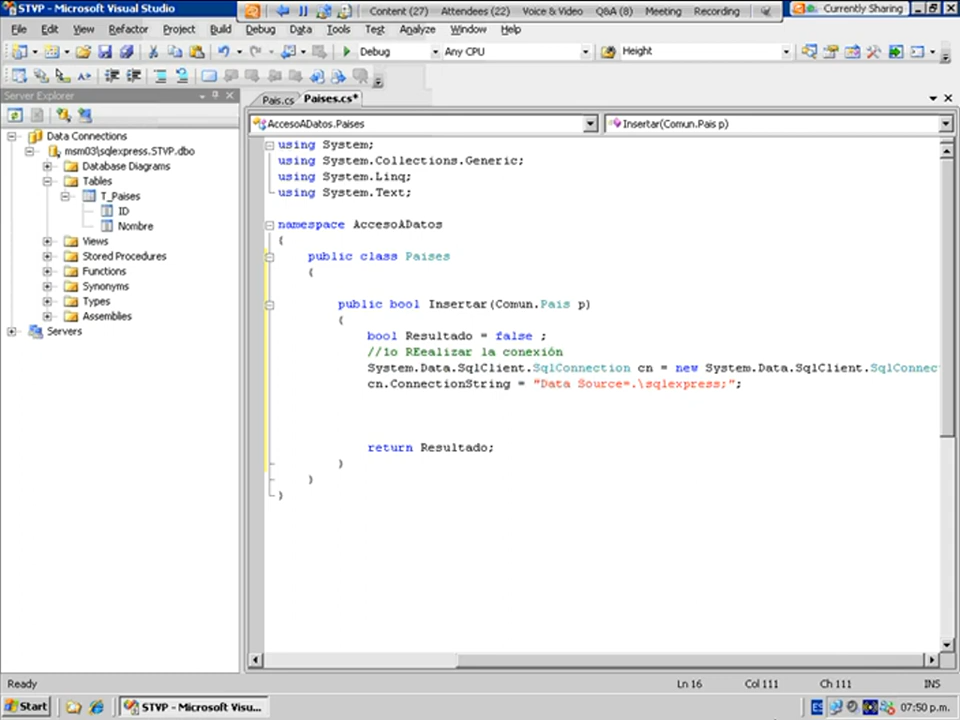 STVP - Microsoft Visual Studio
Content (27) Attendees (22) Voice & Video Q&A (8) Meeting Recording
Currently Sharing
File Edit View Refactor Project Build Debug Data Tools Test Analyze Window Help
Debug Any CPU Height
Server Explorer
Data Connections
msm03\sqlexpress.STVP.dbo
Database Diagrams
Tables
T_Paises
ID
Nombre
Views
Stored Procedures
Functions
Synonyms
Types
Assemblies
Servers
Pais.cs Paises.cs*
AccesoADatos.Paises Insertar(Comun.Pais p)
using System;
using System.Collections.Generic;
using System.Linq;
using System.Text;
namespace AccesoADatos
{
public class Paises
{
public bool Insertar(Comun.Pais p)
{
bool Resultado = false ;
//1o REealizar la conexión
System.Data.SqlClient.SqlConnection cn = new System.Data.SqlClient.SqlConnec
cn.ConnectionString = "Data Source=.\sqlexpress;";
return Resultado;
}
}
}
Ready Ln 16 Col 111 Ch 111 INS
Start STVP - Microsoft Visu... ES 07:50 p.m.